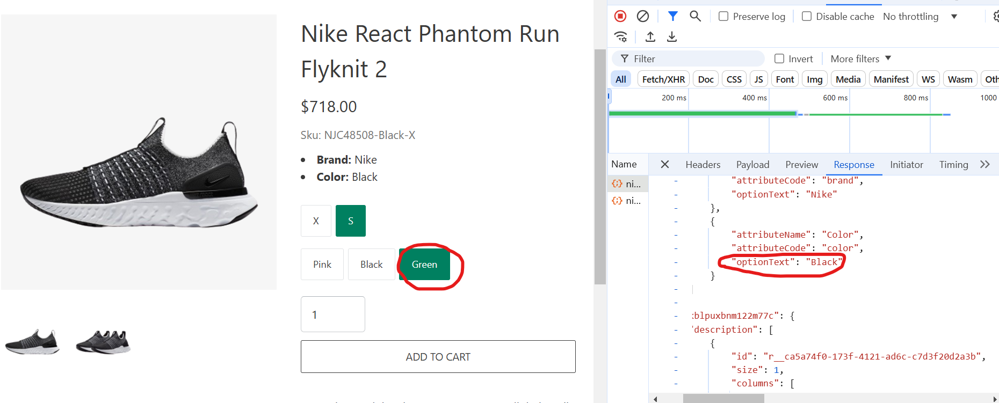 Nike React Phantom Run
Flyknit 2
$718.00
Sku: NJC48508-Black-X
Brand: Nike
Color: Black
X S
Pink Black Green
1
ADD TO CART
Preserve log Disable cache No throttling
Filter Invert More filters
All Fetch/XHR Doc CSS JS Font Img Media Manifest WS Wasm Oth
200 ms 400 ms 600 ms 800 ms 1000
Name Headers Payload Preview Response Initiator Timing
ni...
ni...
"attributeCode": "brand",
"optionText": "Nike"
},
{
"attributeName": "Color",
"attributeCode": "color",
"optionText": "Black"
}
xblpuxbnm122m77c": {
"description": [
{
"id": "r__ca5a74f0-173f-4121-ad6c-c7d3f20d2a3b",
"size": 1,
"columns": [